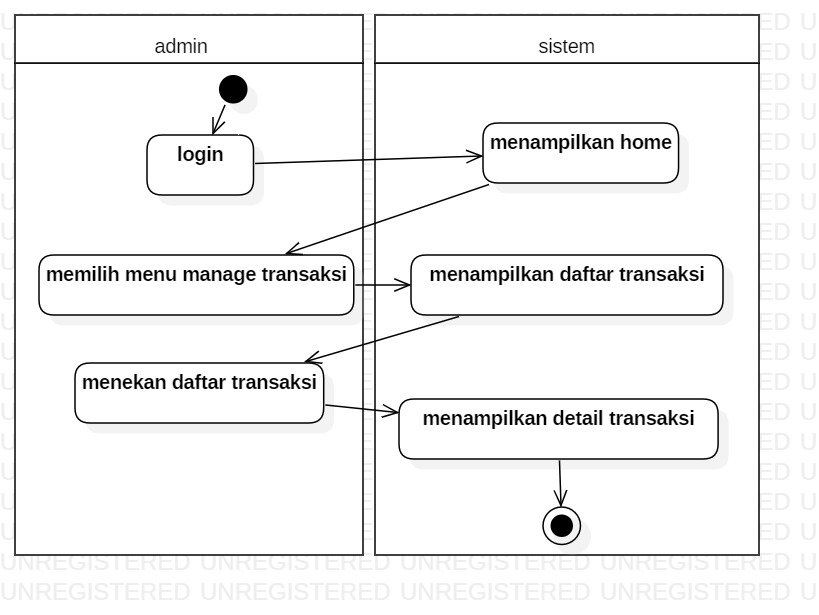 admin
sistem
login
menampilkan home
memilih menu manage transaksi
menampilkan daftar transaksi
menekan daftar transaksi
menampilkan detail transaksi
UNREGISTERED UNREGISTERED UNREGISTERED UNREGISTERED
UNREGISTERED UNREGISTERED UNREGISTERED UNREGISTERED